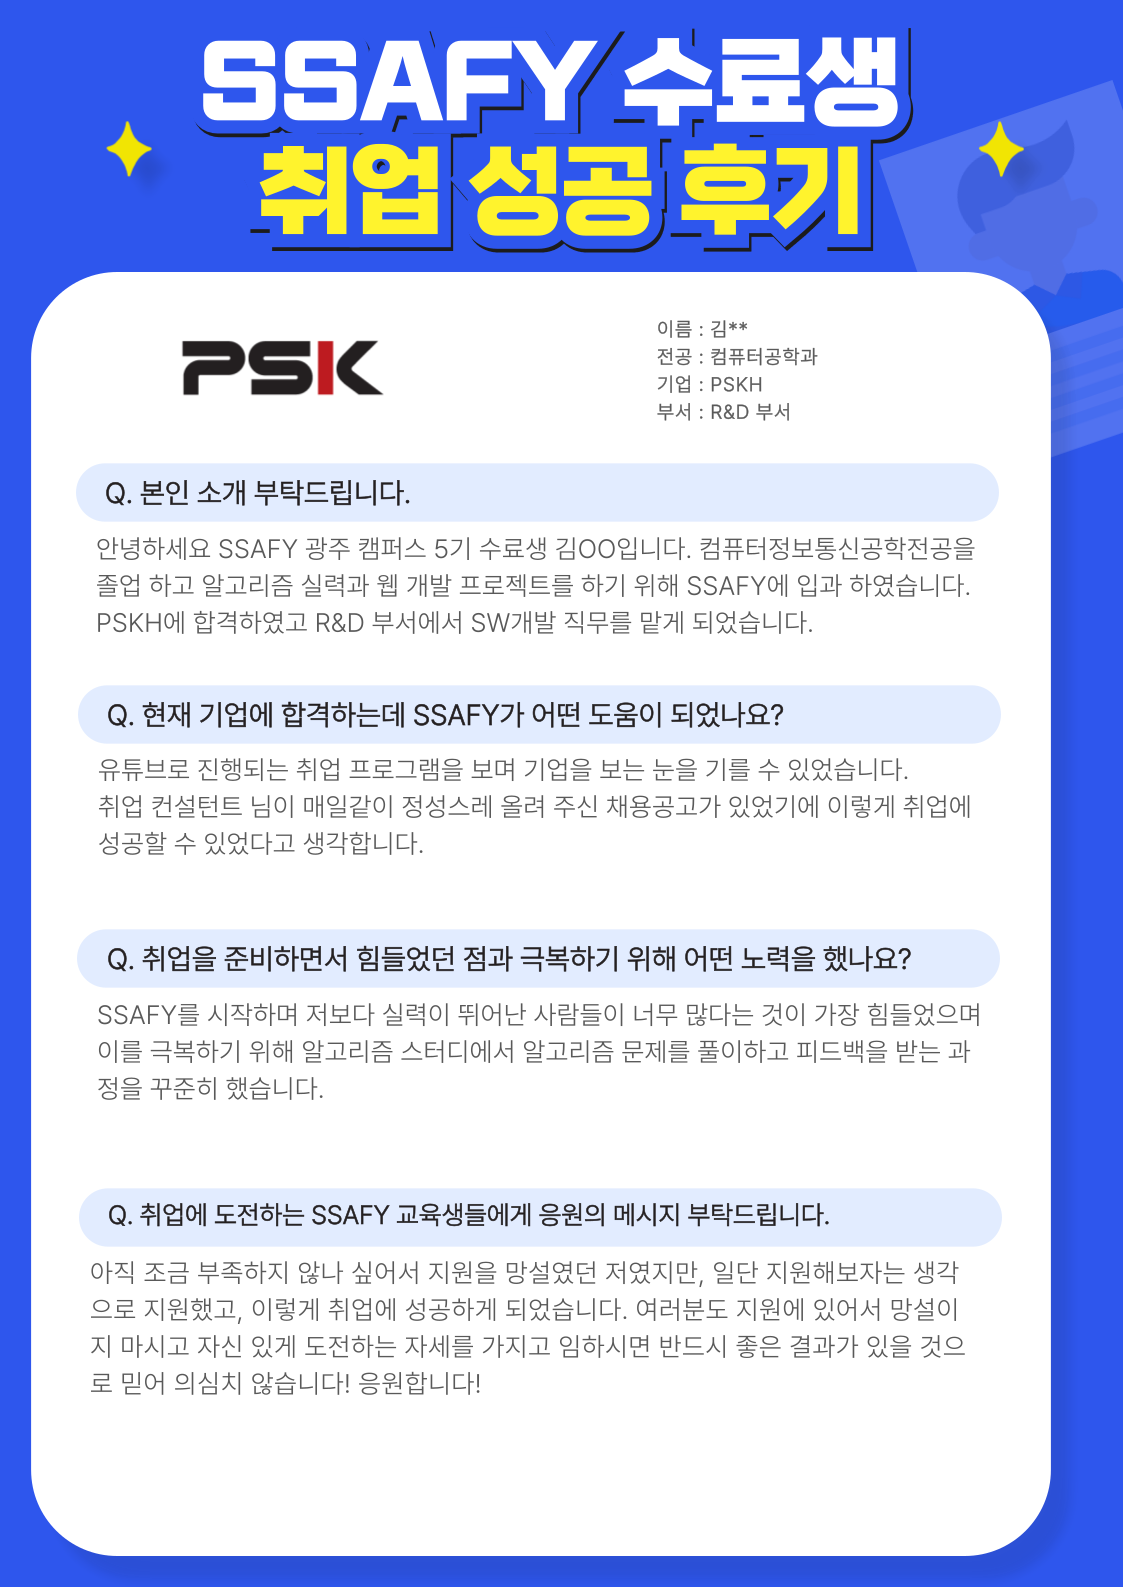 SSAFY 수료생
취업 성공 후기
PSK
이름 : 김**
전공 : 컴퓨터공학과
기업 : PSKH
부서 : R&D 부서
Q. 본인 소개 부탁드립니다.
안녕하세요 SSAFY 광주 캠퍼스 5기 수료생 김OO입니다. 컴퓨터정보통신공학전공을
졸업 하고 알고리즘 실력과 웹 개발 프로젝트를 하기 위해 SSAFY에 입과 하였습니다.
PSKH에 합격하였고 R&D 부서에서 SW개발 직무를 맡게 되었습니다.
Q. 현재 기업에 합격하는데 SSAFY가 어떤 도움이 되었나요?
유튜브로 진행되는 취업 프로그램을 보며 기업을 보는 눈을 기를 수 있었습니다.
취업 컨설턴트 님이 매일같이 정성스레 올려 주신 채용공고가 있었기에 이렇게 취업에
성공할 수 있었다고 생각합니다.
Q. 취업을 준비하면서 힘들었던 점과 극복하기 위해 어떤 노력을 했나요?
SSAFY를 시작하며 저보다 실력이 뛰어난 사람들이 너무 많다는 것이 가장 힘들었으며
이를 극복하기 위해 알고리즘 스터디에서 알고리즘 문제를 풀이하고 피드백을 받는 과
정을 꾸준히 했습니다.
Q. 취업에 도전하는 SSAFY 교육생들에게 응원의 메시지 부탁드립니다.
아직 조금 부족하지 않나 싶어서 지원을 망설였던 저였지만, 일단 지원해보자는 생각
으로 지원했고, 이렇게 취업에 성공하게 되었습니다. 여러분도 지원에 있어서 망설이
지 마시고 자신 있게 도전하는 자세를 가지고 임하시면 반드시 좋은 결과가 있을 것으
로 믿어 의심치 않습니다! 응원합니다!